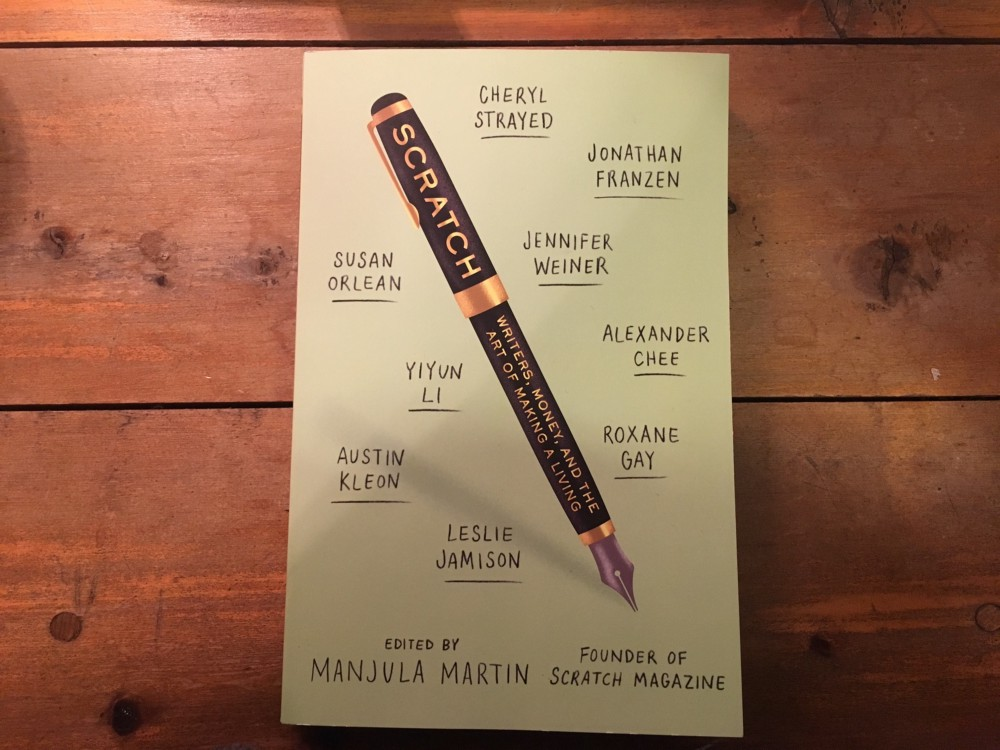 CHERYL
STRAYED
JONATHAN
FRANZEN
SCRATCH
JENNIFER
WEINER
SUSAN
ORLEAN
WRITERS, MONEY, AND THE
ART OF MAKING A LIVING
ALEXANDER
CHEE
YIYUN
LI
ROXANE
GAY
AUSTIN
KLEON
LESLIE
JAMISON
EDITED BY
MANJULA MARTIN
FOUNDER OF
SCRATCH MAGAZINE